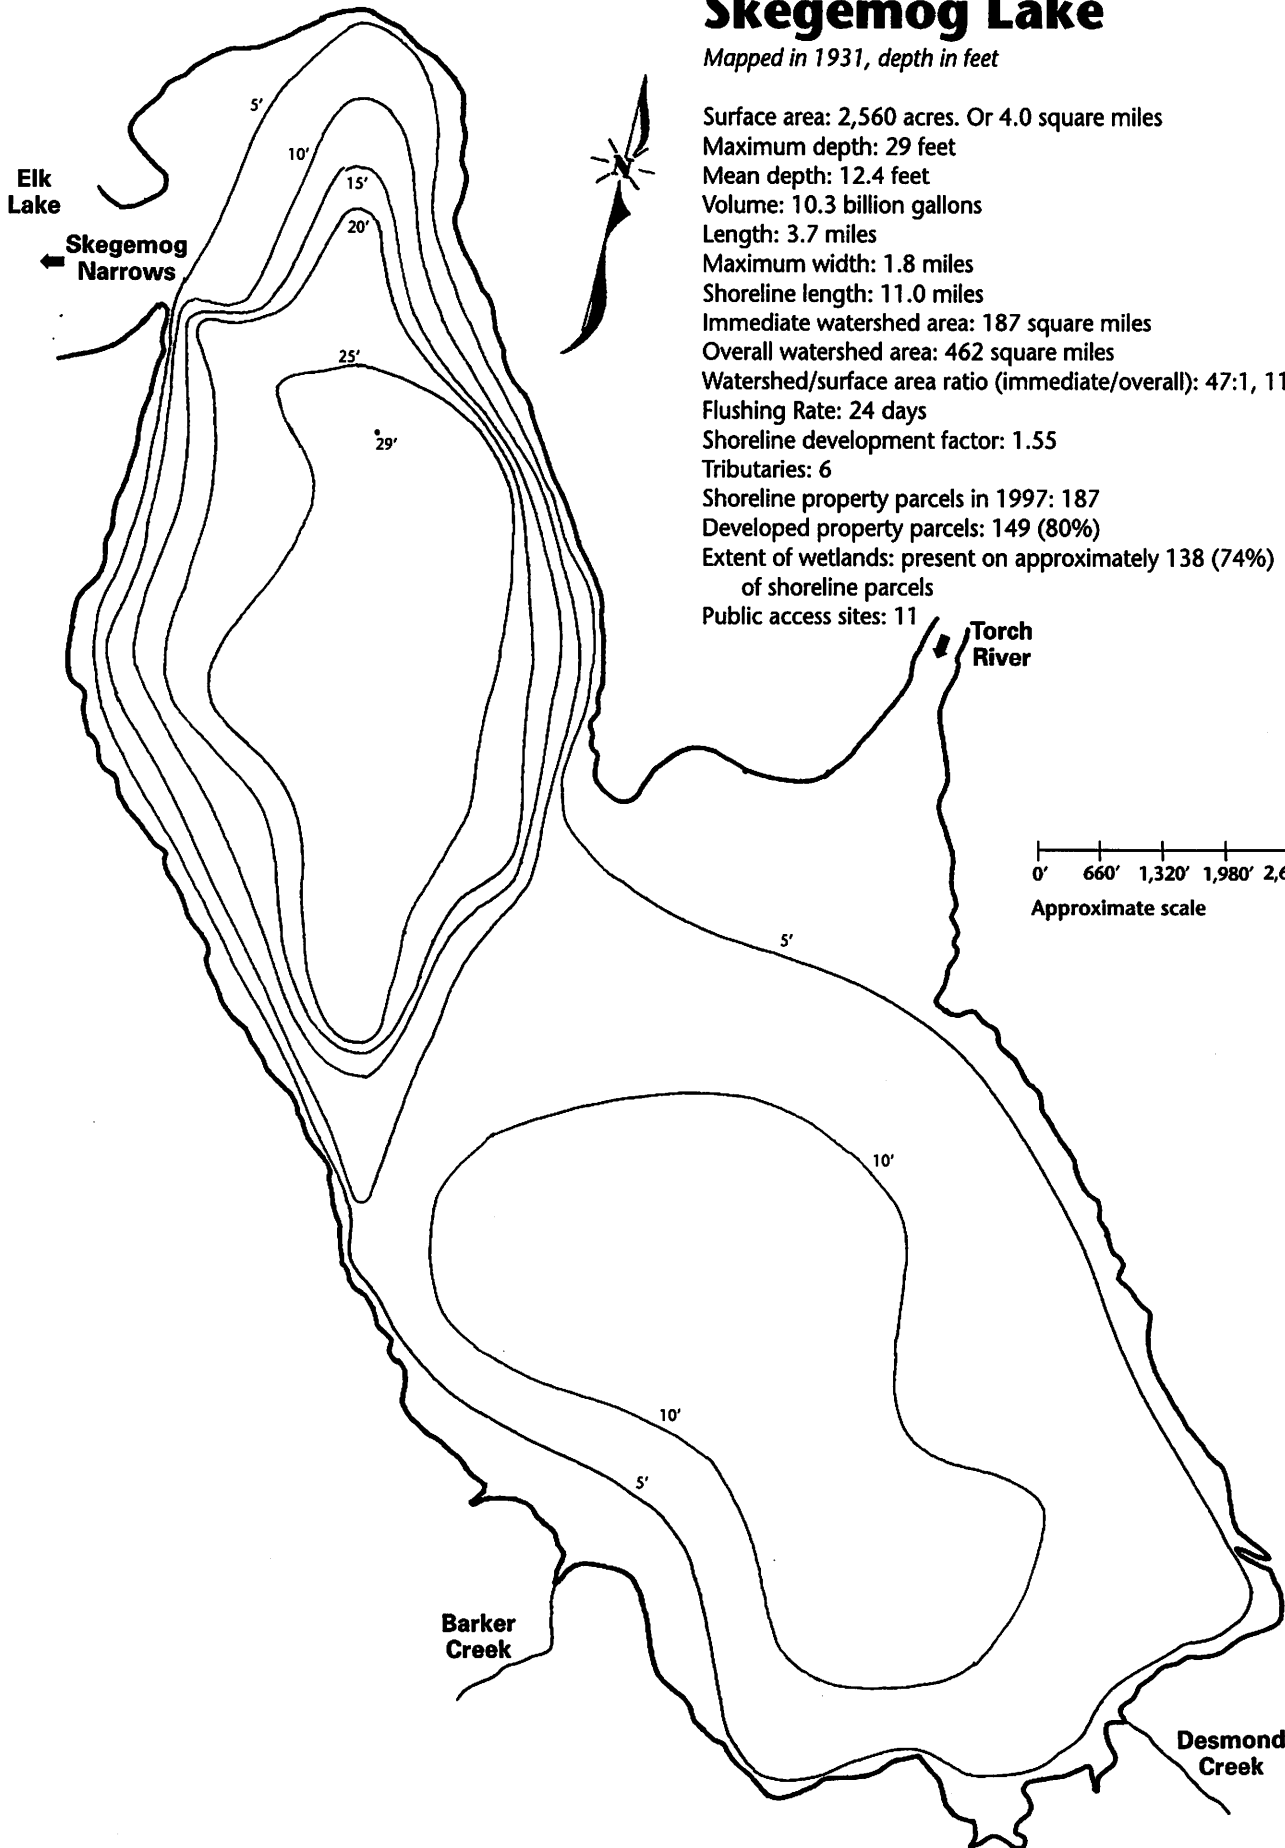 Skegemog Lake
Mapped in 1931, depth in feet
Surface area: 2,560 acres. Or 4.0 square miles
Maximum depth: 29 feet
Mean depth: 12.4 feet
Volume: 10.3 billion gallons
Length: 3.7 miles
Maximum width: 1.8 miles
Shoreline length: 11.0 miles
Immediate watershed area: 187 square miles
Overall watershed area: 462 square miles
Watershed/surface area ratio (immediate/overall): 47:1, 11
Flushing Rate: 24 days
Shoreline development factor: 1.55
Tributaries: 6
Shoreline property parcels in 1997: 187
Developed property parcels: 149 (80%)
Extent of wetlands: present on approximately 138 (74%)
of shoreline parcels
Public access sites: 11
N
5'
10'
15'
20'
Elk
Lake
Skegemog
Narrows
25'
29'
Torch
River
0' 660' 1,320' 1,980' 2,6
Approximate scale
5'
10'
10'
5'
Barker
Creek
Desmond
Creek